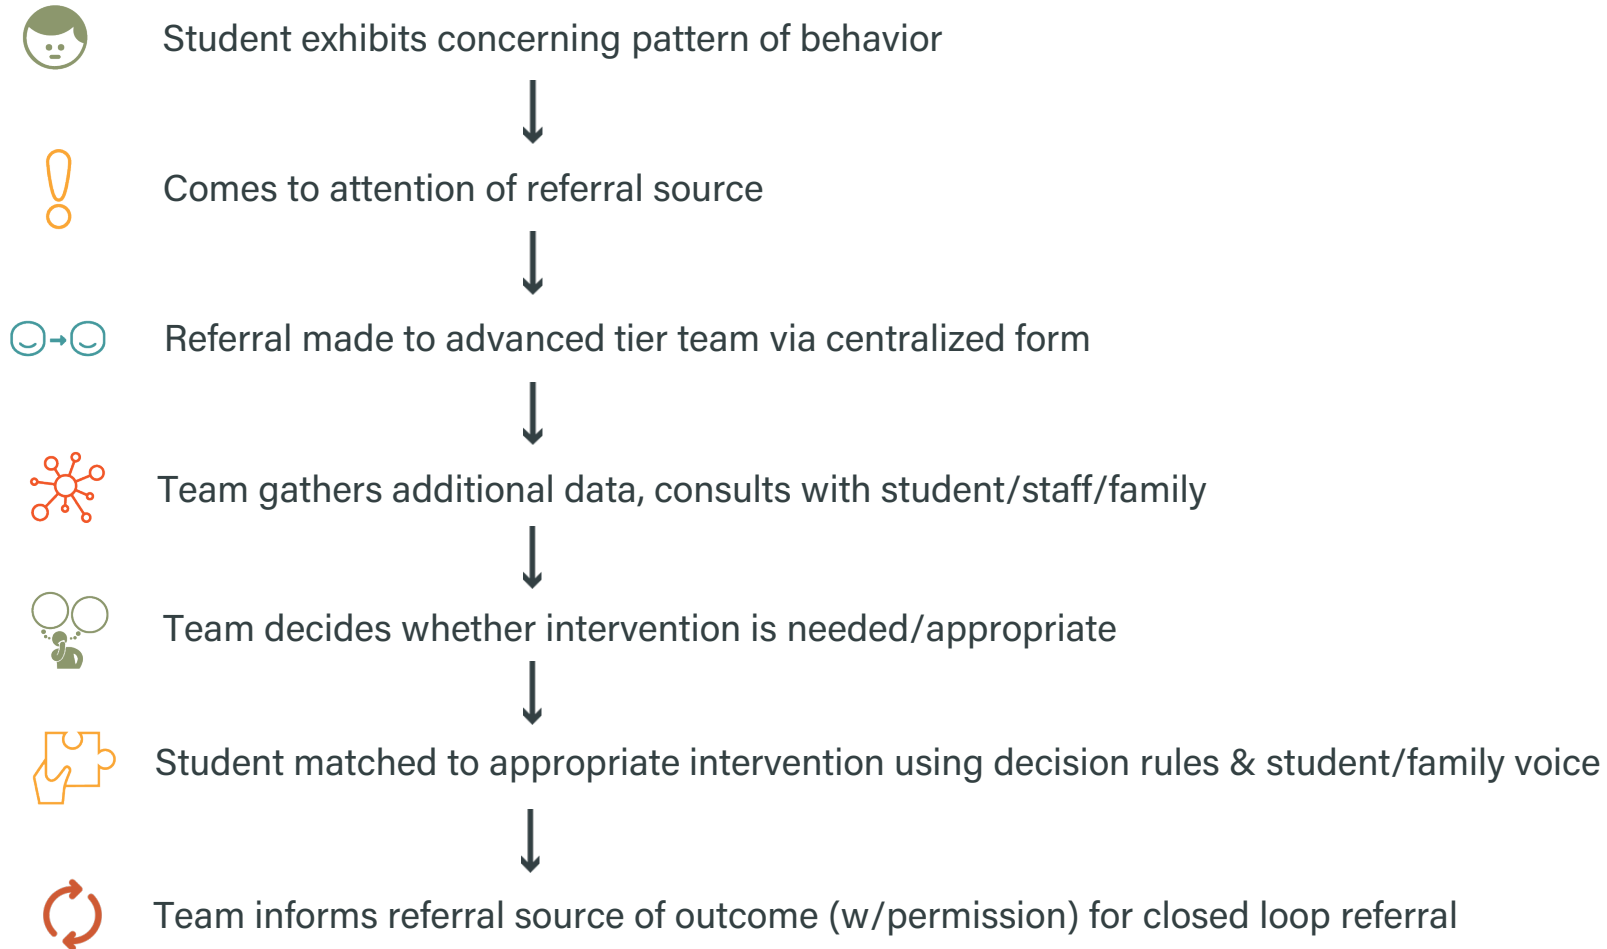 Student exhibits concerning pattern of behavior
Comes to attention of referral source
Referral made to advanced tier team via centralized form
Team gathers additional data, consults with student/staff/family
Team decides whether intervention is needed/appropriate
Student matched to appropriate intervention using decision rules & student/family voice
Team informs referral source of outcome (w/permission) for closed loop referral